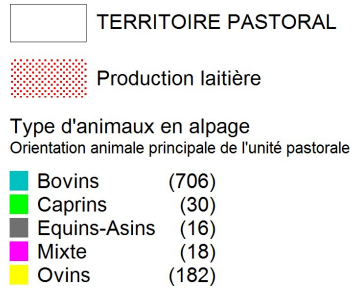 TERRITOIRE PASTORAL
Production laitière
Type d'animaux en alpage
Orientation animale principale de l'unité pastorale
Bovins (706)
Caprins (30)
Equins-Asins (16)
Mixte (18)
Ovins (182)